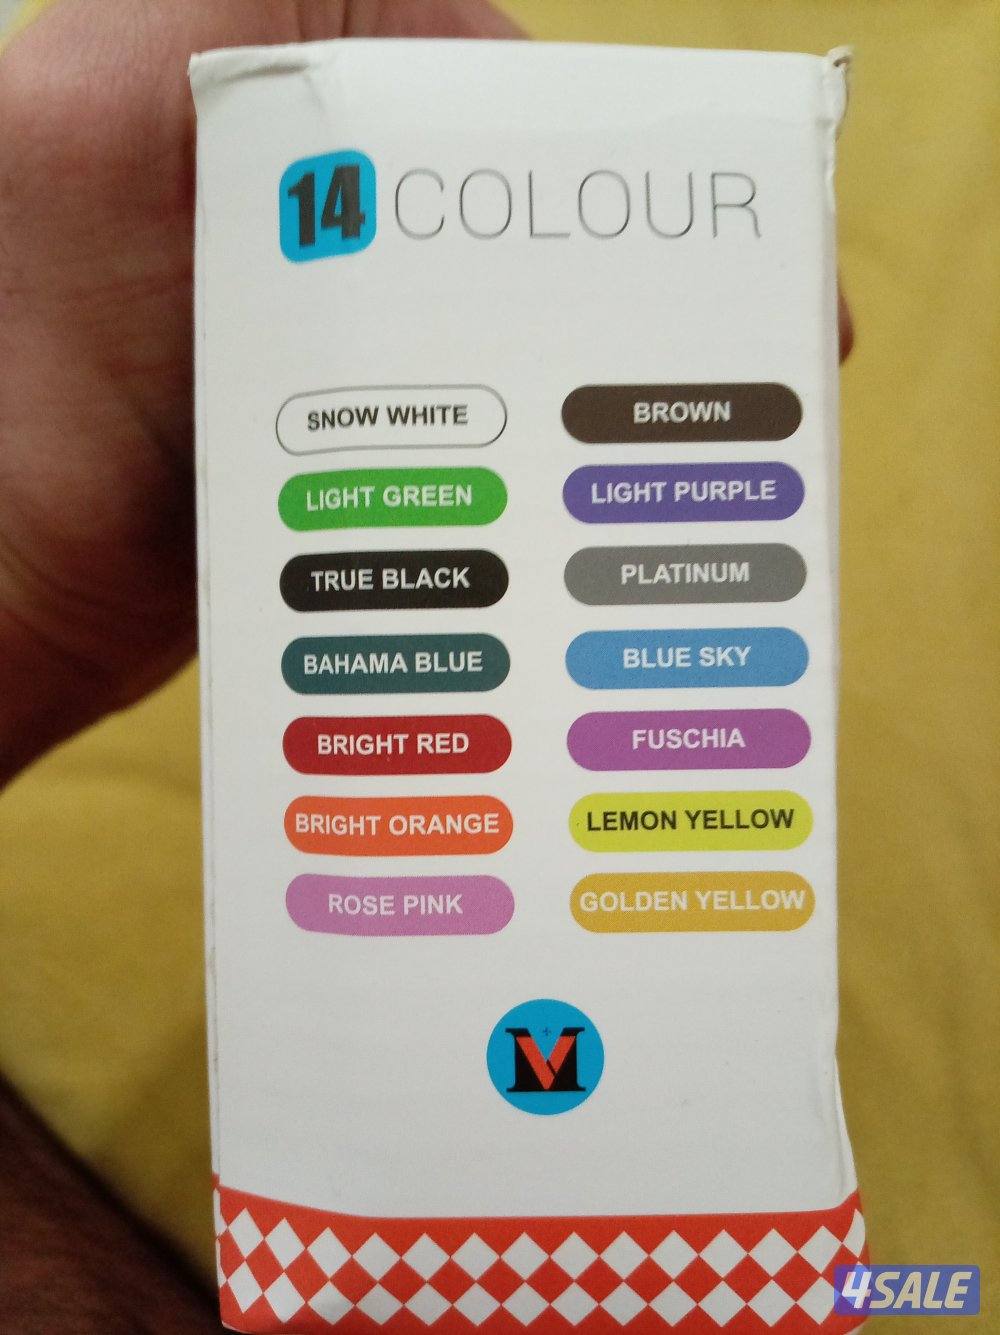 14 COLOUR
SNOW WHITE
LIGHT GREEN
TRUE BLACK
BAHAMA BLUE
BRIGHT RED
BRIGHT ORANGE
ROSE PINK
BROWN
LIGHT PURPLE
PLATINUM
BLUE SKY
FUSCHIA
LEMON YELLOW
GOLDEN YELLOW
MV
4SALE